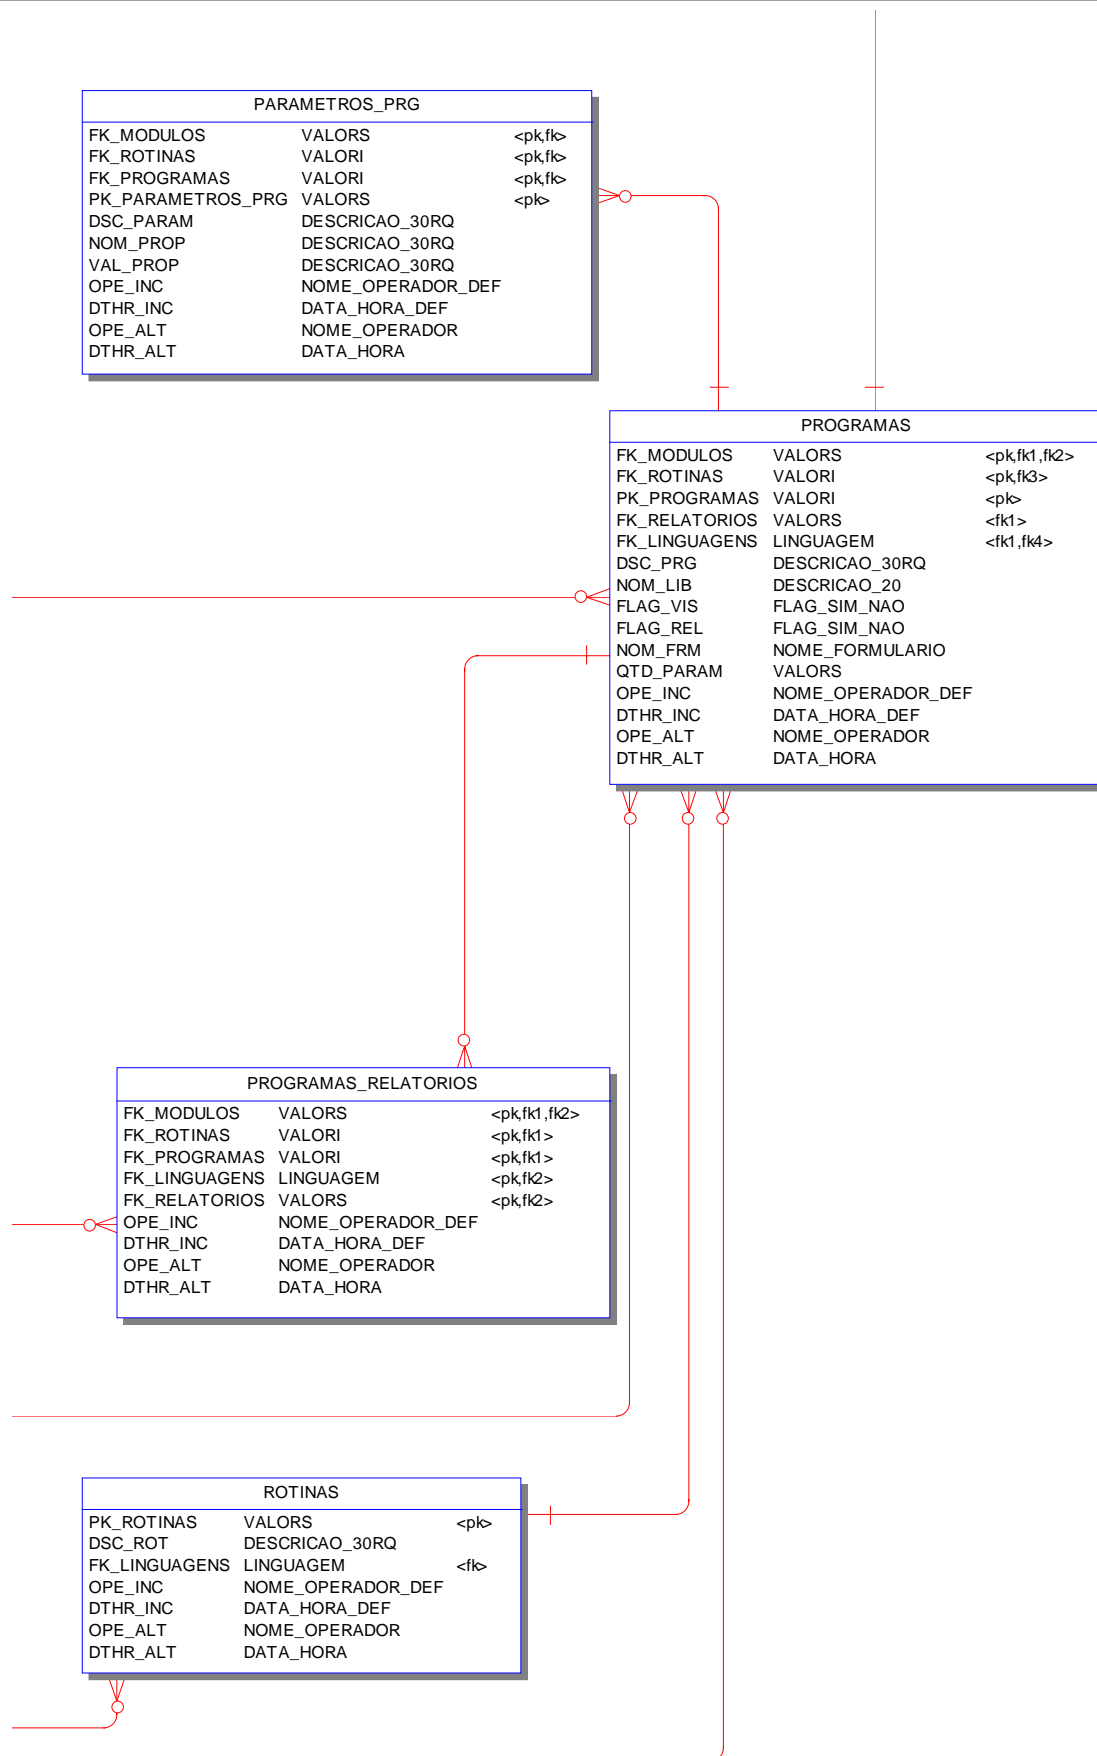 PARAMETROS_PRG
FK_MODULOS VALORS <pk,fk>
FK_ROTINAS VALORI <pk,fk>
FK_PROGRAMAS VALORI <pk,fk>
PK_PARAMETROS_PRG VALORS <pk>
DSC_PARAM DESCRICAO_30RQ
NOM_PROP DESCRICAO_30RQ
VAL_PROP DESCRICAO_30RQ
OPE_INC NOME_OPERADOR_DEF
DTHR_INC DATA_HORA_DEF
OPE_ALT NOME_OPERADOR
DTHR_ALT DATA_HORA
PROGRAMAS
FK_MODULOS VALORS <pk,fk1,fk2>
FK_ROTINAS VALORI <pk,fk3>
PK_PROGRAMAS VALORI <pk>
FK_RELATORIOS VALORS <fk1>
FK_LINGUAGENS LINGUAGEM <fk1,fk4>
DSC_PRG DESCRICAO_30RQ
NOM_LIB DESCRICAO_20
FLAG_VIS FLAG_SIM_NAO
FLAG_REL FLAG_SIM_NAO
NOM_FRM NOME_FORMULARIO
QTD_PARAM VALORS
OPE_INC NOME_OPERADOR_DEF
DTHR_INC DATA_HORA_DEF
OPE_ALT NOME_OPERADOR
DTHR_ALT DATA_HORA
PROGRAMAS_RELATORIOS
FK_MODULOS VALORS <pk,fk1,fk2>
FK_ROTINAS VALORI <pk,fk1>
FK_PROGRAMAS VALORI <pk,fk1>
FK_LINGUAGENS LINGUAGEM <pk,fk2>
FK_RELATORIOS VALORS <pk,fk2>
OPE_INC NOME_OPERADOR_DEF
DTHR_INC DATA_HORA_DEF
OPE_ALT NOME_OPERADOR
DTHR_ALT DATA_HORA
ROTINAS
PK_ROTINAS VALORS <pk>
DSC_ROT DESCRICAO_30RQ
FK_LINGUAGENS LINGUAGEM <fk>
OPE_INC NOME_OPERADOR_DEF
DTHR_INC DATA_HORA_DEF
OPE_ALT NOME_OPERADOR
DTHR_ALT DATA_HORA